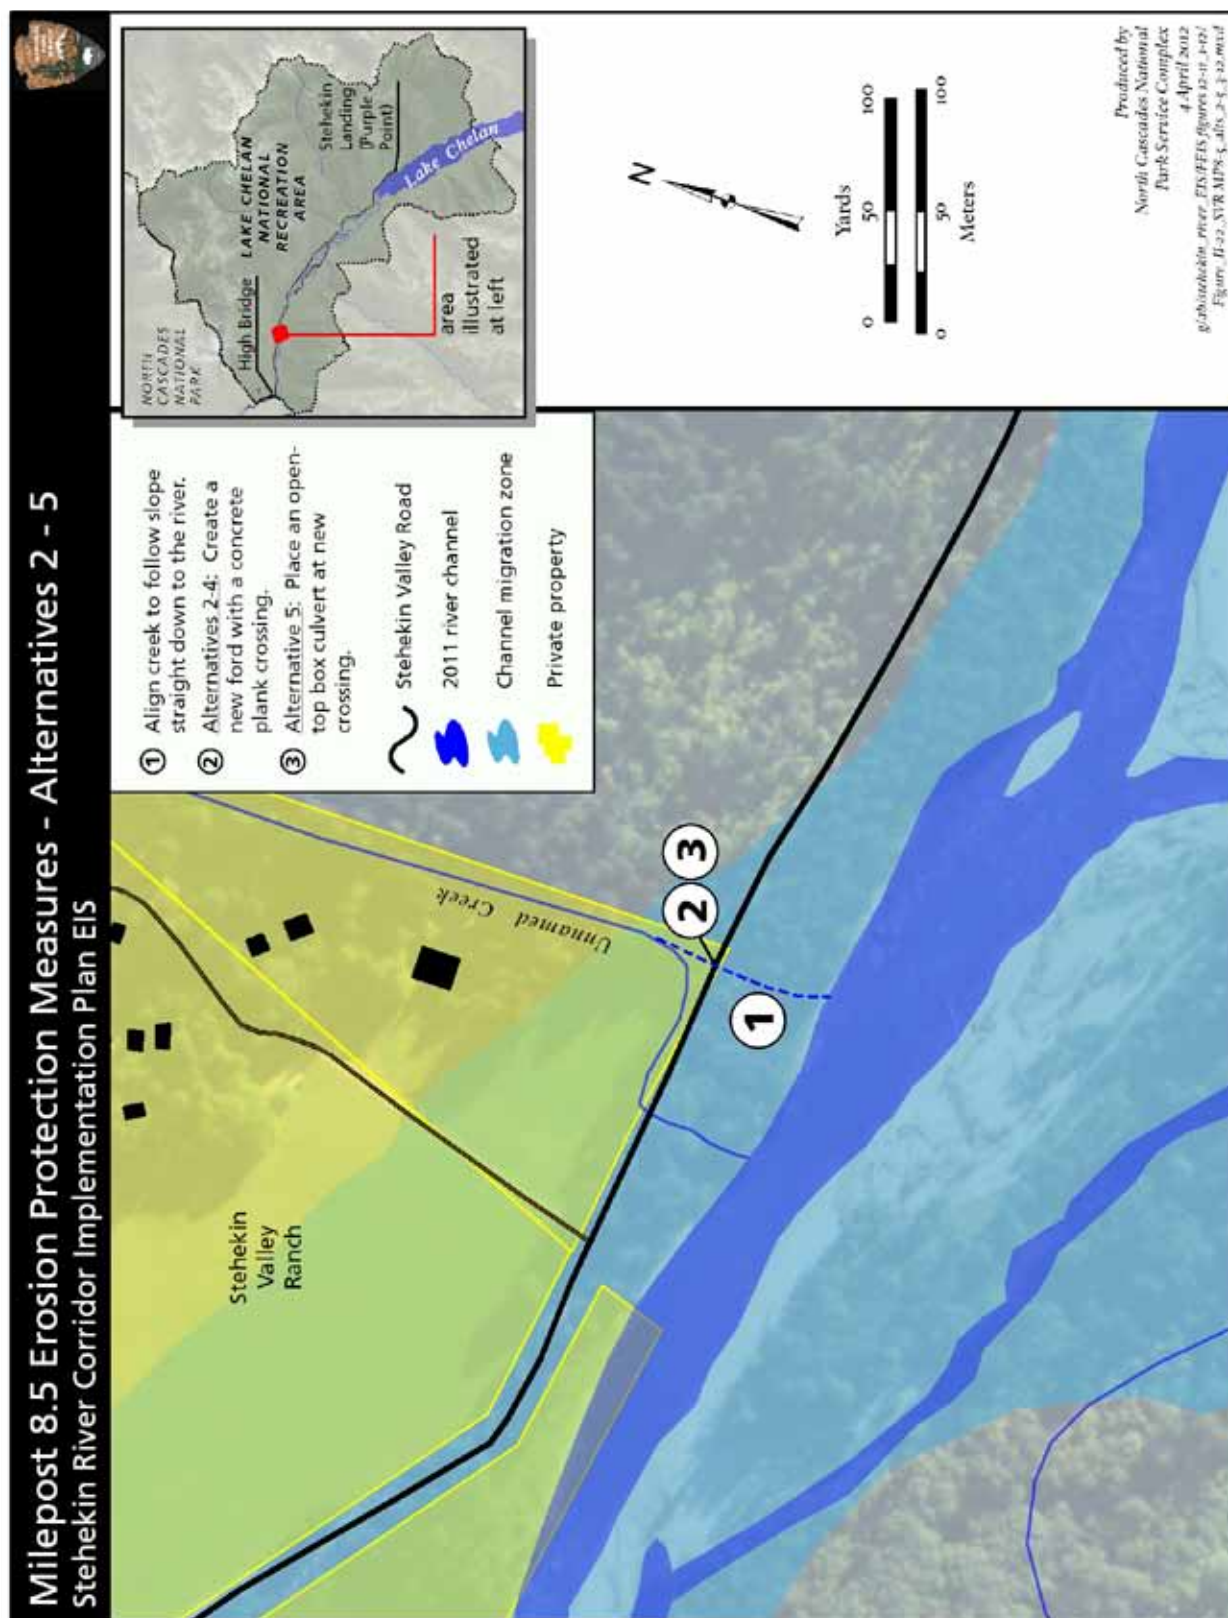 Milepost 8.5 Erosion Protection Measures - Alternatives 2 - 5
Stehekin River Corridor Implementation Plan EIS
Stehekin
Valley
Ranch
Unnamed Creek
1
2
3
1 Align creek to follow slope
straight down to the river.
2 Alternatives 2-4: Create a
new ford with a concrete
plank crossing.
3 Alternative 5: Place an open-
top box culvert at new
crossing.
Stehekin Valley Road
2011 river channel
Channel migration zone
Private property
NORTH
CASCADES
NATIONAL
PARK
High Bridge
LAKE CHELAN
NATIONAL
RECREATION
AREA
Stehekin
Landing
(Purple
Point)
Lake Chelan
area
illustrated
at left
N
Yards
0 50 100
0 50 100
Meters
Produced by
North Cascades National
Park Service Complex
4 April 2012